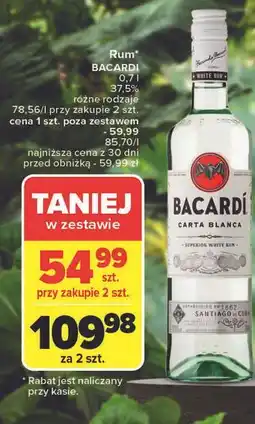 Rum*
BACARDI
0,7 l
37,5%
różne rodzaje
78,56/l przy zakupie 2 szt.
cena 1 szt. poza zestawem
- 59,99
85,70/l
najniższa cena z 30 dni
przed obniżką - 59,99 zł
TANIEJ
w zestawie
54 99
szt.
przy zakupie 2 szt.
109 98
za 2 szt.
* Rabat jest naliczany
przy kasie.
WHITE RUM
BACARDÍ
CARTA BLANCA
SUPERIOR WHITE RUM
1862
SANTIAGO DE CUBA